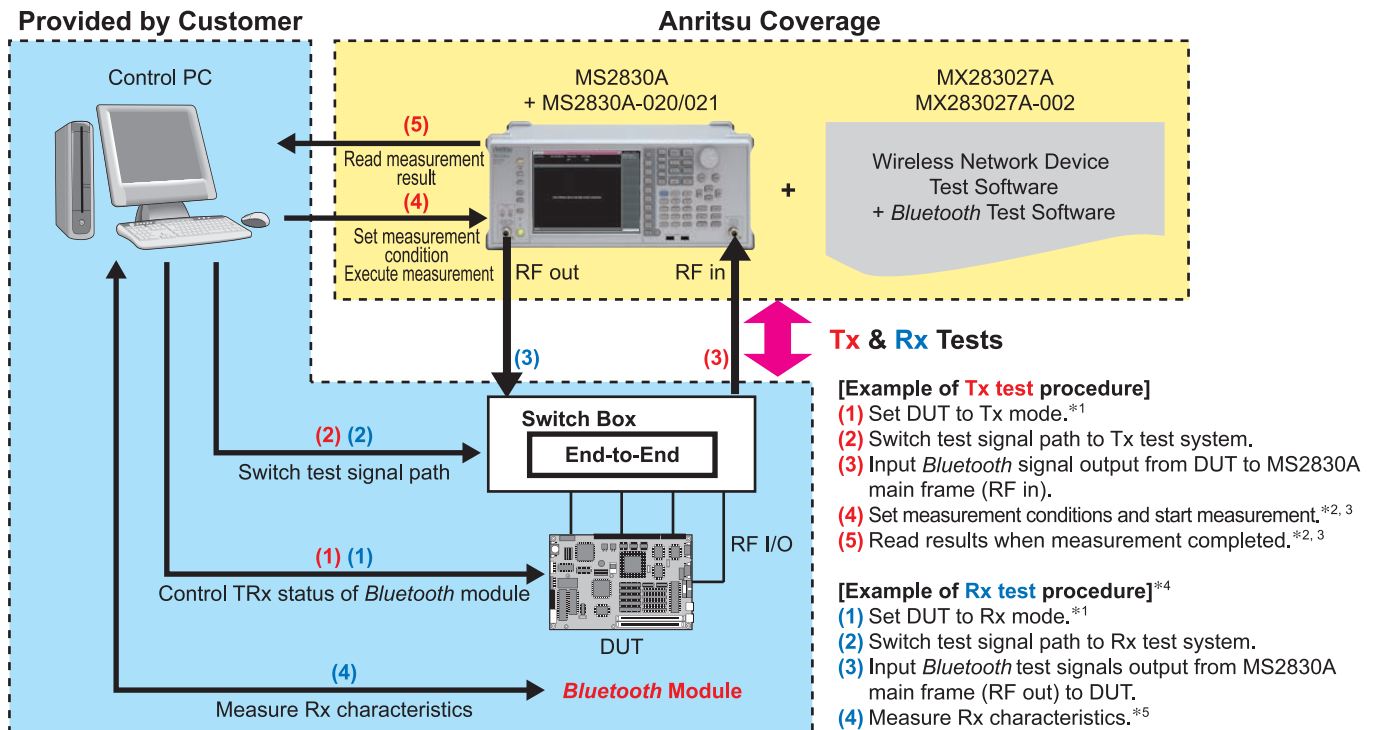 Provided by Customer
Anritsu Coverage
Control PC
MS2830A
+ MS2830A-020/021
MX283027A
MX283027A-002
(5)
Read measurement
result
(4)
Set measurement
condition
Execute measurement
+
Wireless Network Device
Test Software
+ Bluetooth Test Software
RF out
RF in
(3)
(3)
Tx & Rx Tests
Switch Box
End-to-End
(2) (2)
Switch test signal path
RF I/O
(1) (1)
Control TRx status of Bluetooth module
DUT
(4)
Measure Rx characteristics
Bluetooth Module
[Example of Tx test procedure]
(1) Set DUT to Tx mode.*1
(2) Switch test signal path to Tx test system.
(3) Input Bluetooth signal output from DUT to MS2830A
main frame (RF in).
(4) Set measurement conditions and start measurement.*2, 3
(5) Read results when measurement completed.*2, 3
[Example of Rx test procedure]*4
(1) Set DUT to Rx mode.*1
(2) Switch test signal path to Rx test system.
(3) Input Bluetooth test signals output from MS2830A
main frame (RF out) to DUT.
(4) Measure Rx characteristics.*5